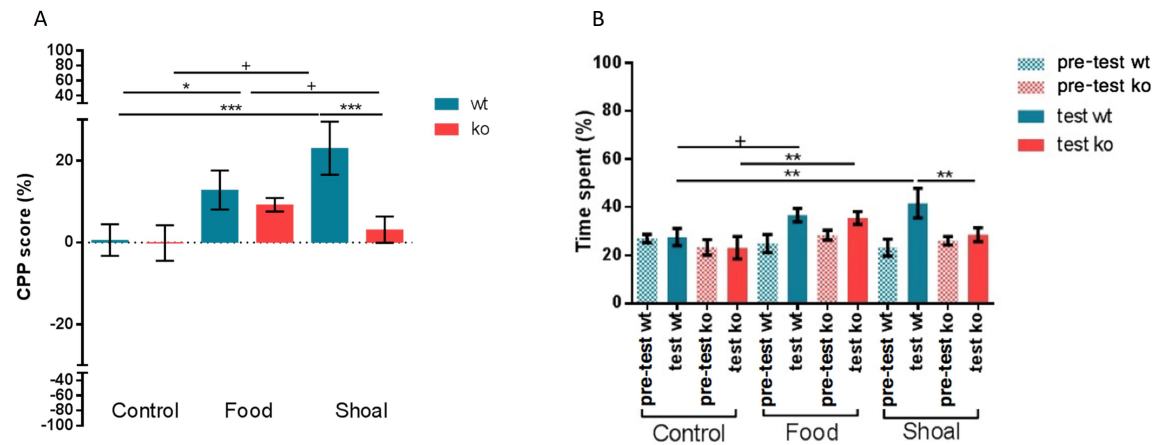 A
CPP score (%)
100
80
60
40
20
0
-20
-40
-60
-80
-100
+
* +
*** ***
wt
ko
Control Food Shoal
B
Time spent (%)
100
80
60
40
20
0
+
**
** **
pre-test wt
pre-test ko
test wt
test ko
pre-test wt
test wt
pre-test ko
test ko
pre-test wt
test wt
pre-test ko
test ko
pre-test wt
test wt
pre-test ko
test ko
Control Food Shoal